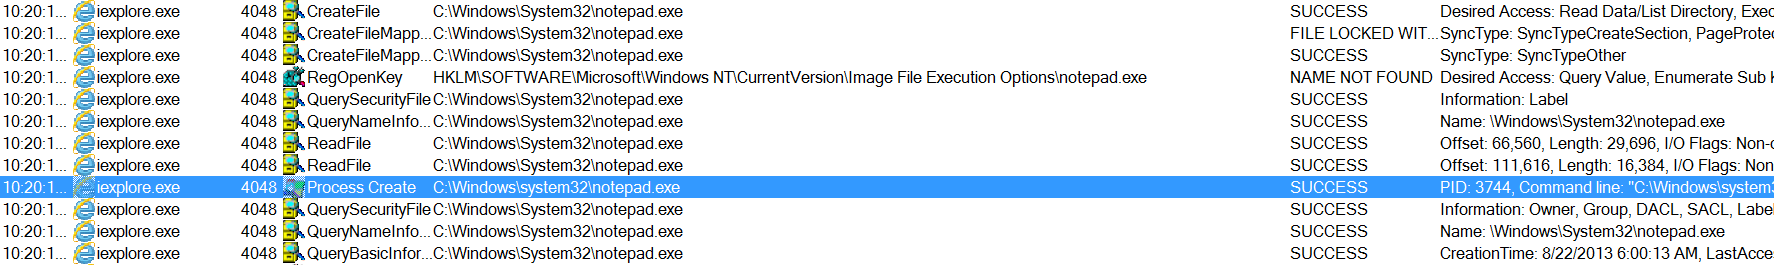 10:20:1... iexplore.exe 4048 CreateFile C:\Windows\System32\notepad.exe SUCCESS Desired Access: Read Data/List Directory, Exec
10:20:1... iexplore.exe 4048 CreateFileMapp... C:\Windows\System32\notepad.exe FILE LOCKED WIT... SyncType: SyncTypeCreateSection, PageProtec
10:20:1... iexplore.exe 4048 CreateFileMapp... C:\Windows\System32\notepad.exe SUCCESS SyncType: SyncTypeOther
10:20:1... iexplore.exe 4048 RegOpenKey HKLM\SOFTWARE\Microsoft\Windows NT\CurrentVersion\Image File Execution Options\notepad.exe NAME NOT FOUND Desired Access: Query Value, Enumerate Sub K
10:20:1... iexplore.exe 4048 QuerySecurityFile C:\Windows\System32\notepad.exe SUCCESS Information: Label
10:20:1... iexplore.exe 4048 QueryNameInfo... C:\Windows\System32\notepad.exe SUCCESS Name: \Windows\System32\notepad.exe
10:20:1... iexplore.exe 4048 ReadFile C:\Windows\System32\notepad.exe SUCCESS Offset: 66,560, Length: 29,696, I/O Flags: Non-c
10:20:1... iexplore.exe 4048 ReadFile C:\Windows\System32\notepad.exe SUCCESS Offset: 111,616, Length: 16,384, I/O Flags: Non
10:20:1... iexplore.exe 4048 Process Create C:\Windows\system32\notepad.exe SUCCESS PID: 3744, Command line: "C:\Windows\system3
10:20:1... iexplore.exe 4048 QuerySecurityFile C:\Windows\System32\notepad.exe SUCCESS Information: Owner, Group, DACL, SACL, Label
10:20:1... iexplore.exe 4048 QueryNameInfo... C:\Windows\System32\notepad.exe SUCCESS Name: \Windows\System32\notepad.exe
10:20:1... iexplore.exe 4048 QueryBasicInfor... C:\Windows\System32\notepad.exe SUCCESS CreationTime: 8/22/2013 6:00:13 AM, LastAcce